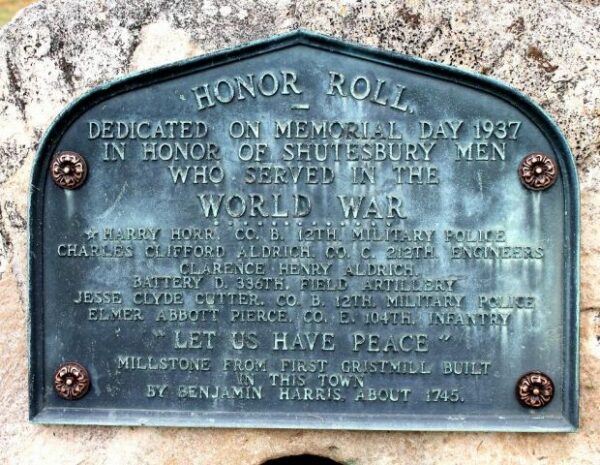 HONOR ROLL.
DEDICATED ON MEMORIAL DAY 1937
IN HONOR OF SHUTESBURY MEN
WHO SERVED IN THE
WORLD WAR
★ HARRY HORR. CO. B. 12TH. MILITARY POLICE
CHARLES CLIFFORD ALDRICH. CO. C. 212TH. ENGINEERS
CLARENCE HENRY ALDRICH.
BATTERY D. 336TH. FIELD ARTILLERY
JESSE CLYDE CUTTER. CO. B. 12TH. MILITARY POLICE
ELMER ABBOTT PIERCE. CO. E. 104TH. INFANTRY
"LET US HAVE PEACE"
MILLSTONE FROM FIRST GRISTMILL BUILT
IN THIS TOWN
BY BENJAMIN HARRIS. ABOUT 1745.